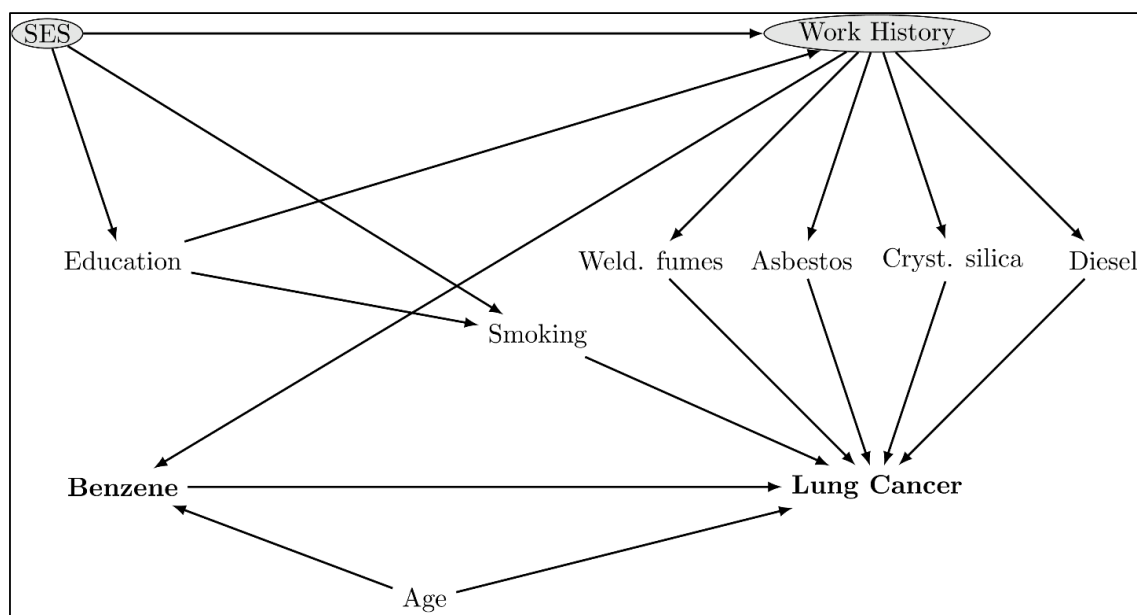 SES
Work History
Education
Weld. fumes
Asbestos
Cryst. silica
Diesel
Smoking
Benzene
Lung Cancer
Age